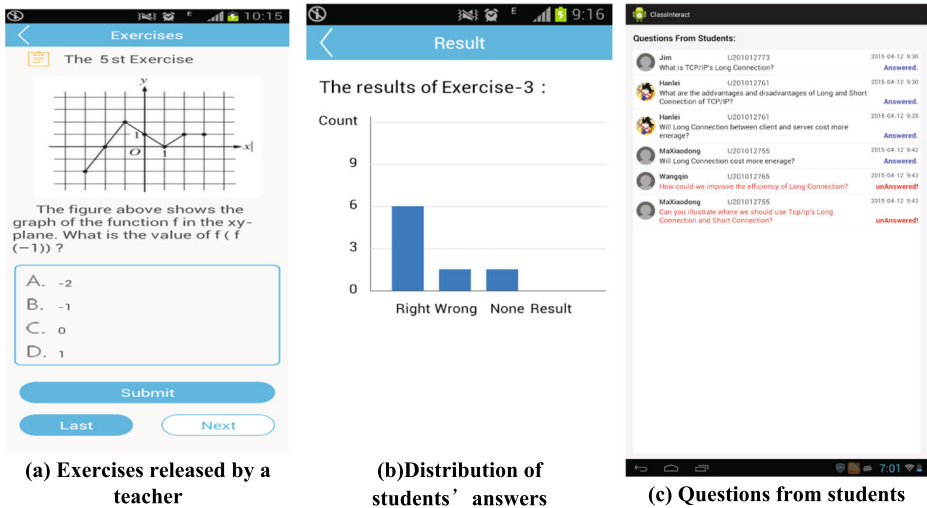 E 10:15
Exercises
The 5 st Exercise
y
1
O
1
x
The figure above shows the
graph of the function f in the xy-
plane. What is the value of f ( f
(−1)) ?
A. -2
B. -1
C. 0
D. 1
Submit
Last Next
(a) Exercises released by a
teacher
E 9:16
Result
The results of Exercise-3 :
Count
9
6
3
0
Right Wrong None Result
(b)Distribution of
students’ answers
ClassInteract
Questions From Students:
Jim U201012773 2015-04-12 9:30
What is TCP/IP's Long Connection? Answered.
Hanlei U201012761 2015-04-12 9:30
What are the addvantages and disadvantages of Long and Short
Connection of TCP/IP? Answered.
Hanlei U201012761 2015-04-12 9:35
Will Long Connection between client and server cost more
enerage? Answered.
MaXiaodong U201012755 2015-04-12 9:42
Will Long Connection cost more enerage? Answered.
Wangqin U201012765 2015-04-12 9:43
How could we improve the efficiency of Long Connection? unAnswered!
MaXiaodong U201012755 2015-04-12 9:43
Can you illustrate where we should use Tcp/ip's Long
Connection and Short Connection? unAnswered!
7:01
(c) Questions from students